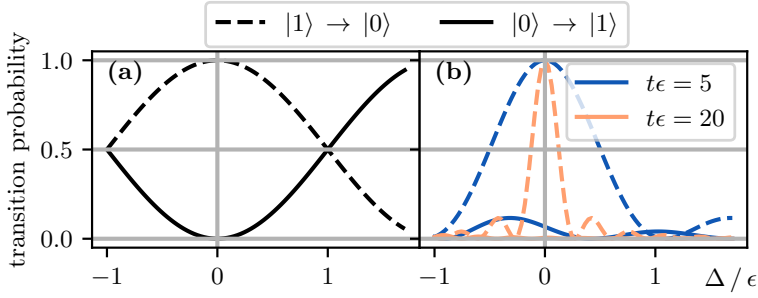 |1⟩ → |0⟩ |0⟩ → |1⟩
transition probability
1.0
0.5
0.0
(a)
−1 0 1
(b)
tϵ = 5
tϵ = 20
−1 0 1 Δ / ϵ